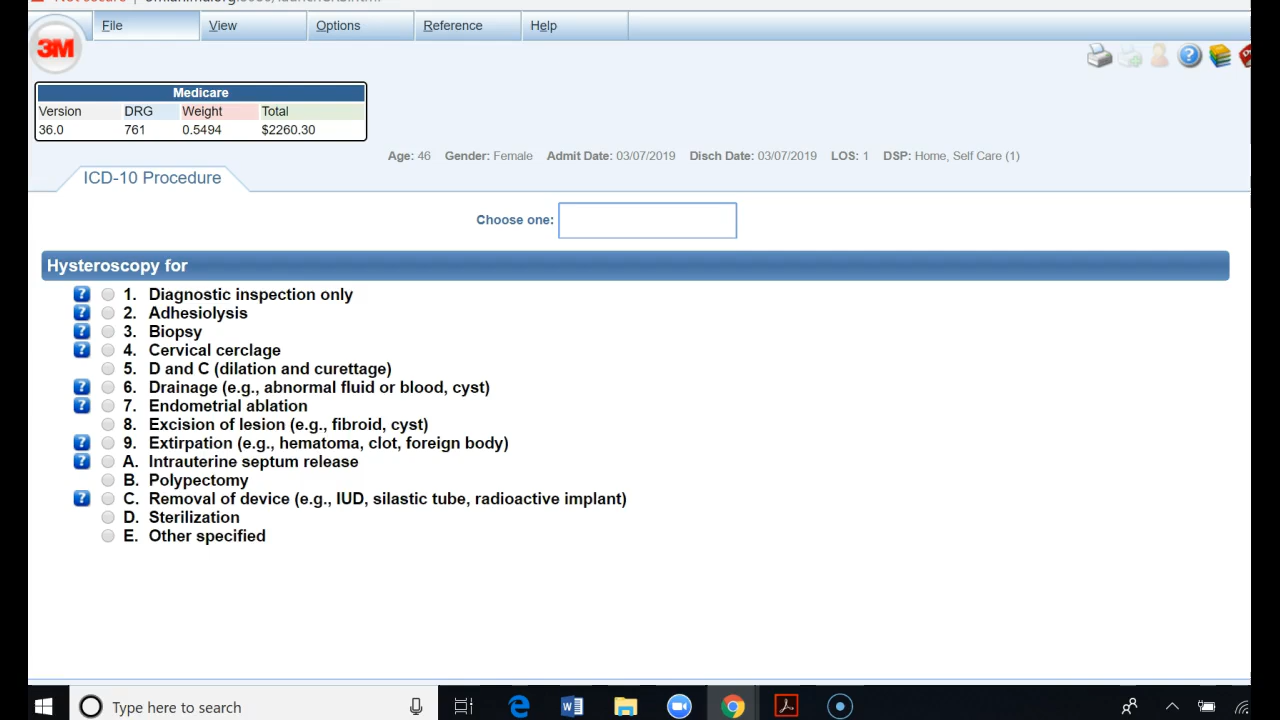 File View Options Reference Help
3M
Medicare
Version DRG Weight Total
36.0 761 0.5494 $2260.30
Age: 46 Gender: Female Admit Date: 03/07/2019 Disch Date: 03/07/2019 LOS: 1 DSP: Home, Self Care (1)
ICD-10 Procedure
Choose one:
Hysteroscopy for
? 1. Diagnostic inspection only
? 2. Adhesiolysis
? 3. Biopsy
? 4. Cervical cerclage
5. D and C (dilation and curettage)
? 6. Drainage (e.g., abnormal fluid or blood, cyst)
? 7. Endometrial ablation
8. Excision of lesion (e.g., fibroid, cyst)
? 9. Extirpation (e.g., hematoma, clot, foreign body)
? A. Intrauterine septum release
B. Polypectomy
? C. Removal of device (e.g., IUD, silastic tube, radioactive implant)
D. Sterilization
E. Other specified
Type here to search